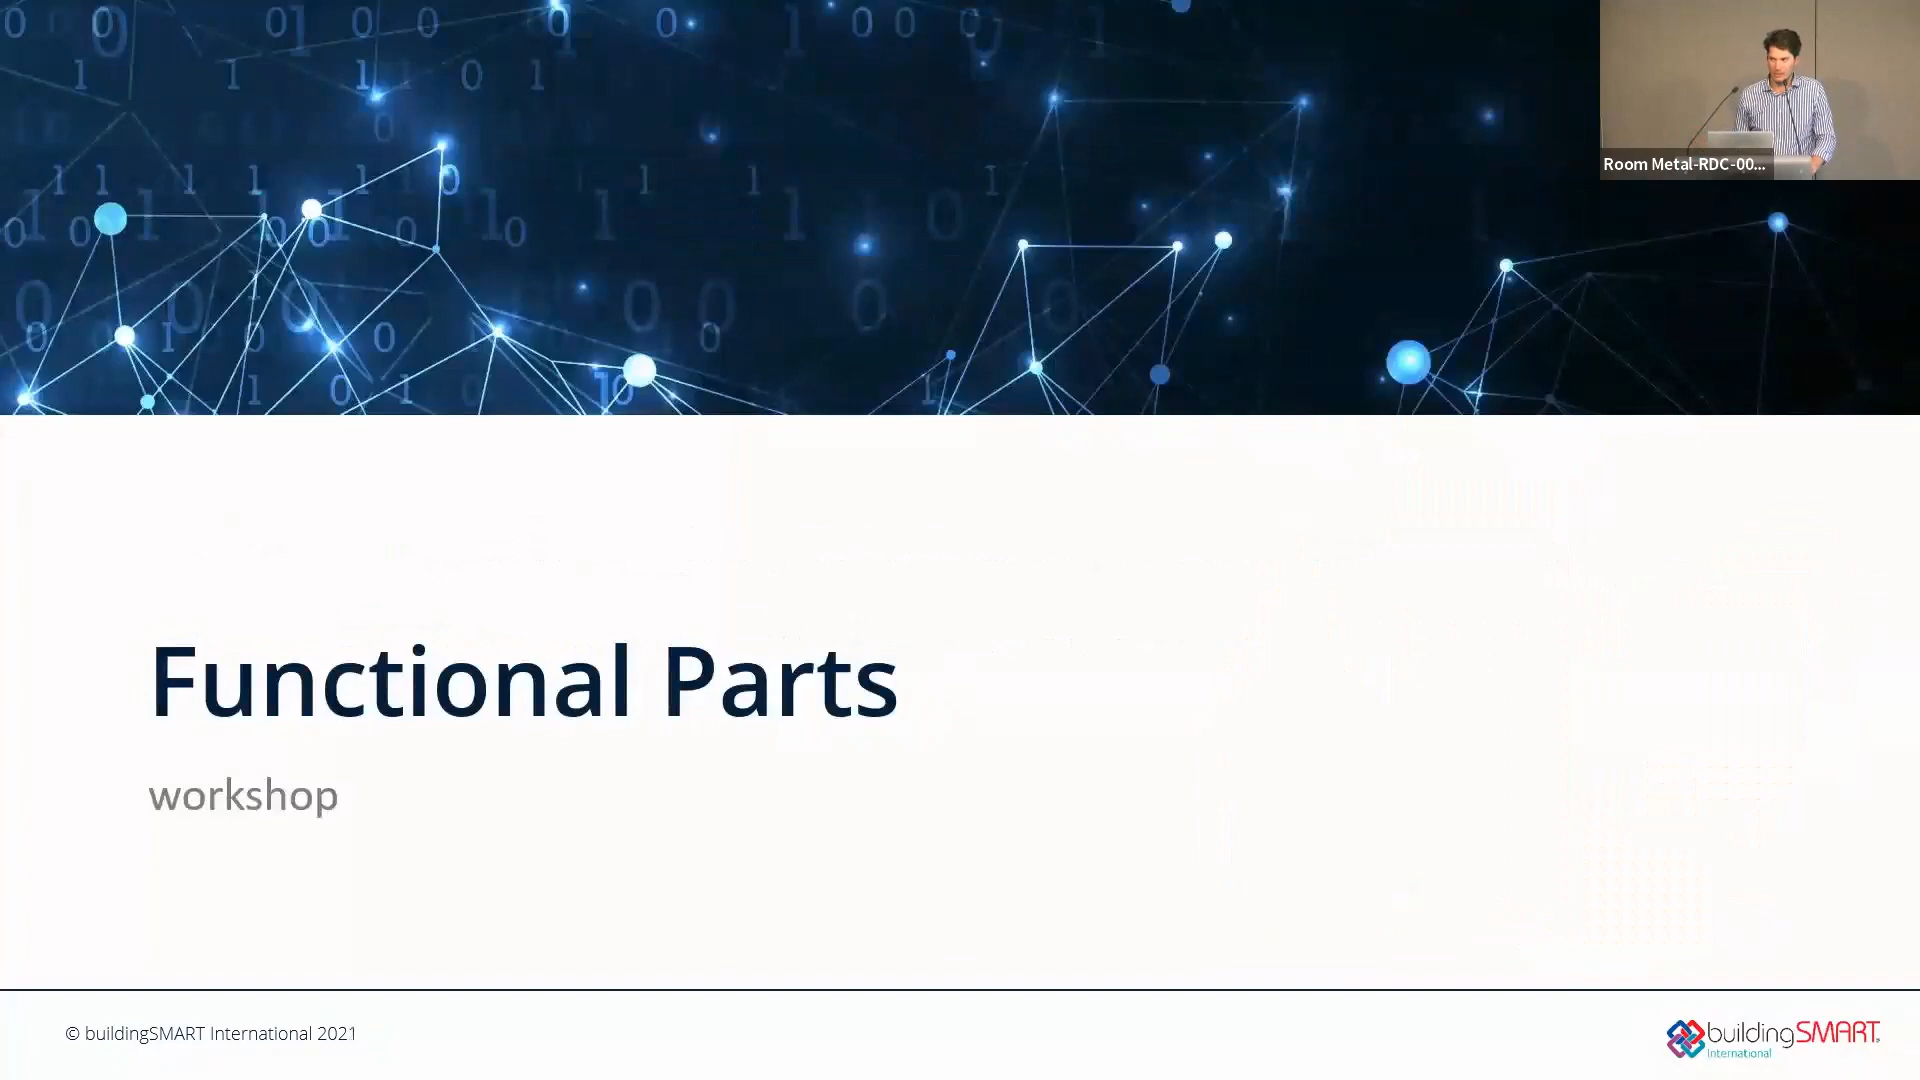 Room Metal-RDC-00...
Functional Parts
workshop
© buildingSMART International 2021
buildingSMART
International